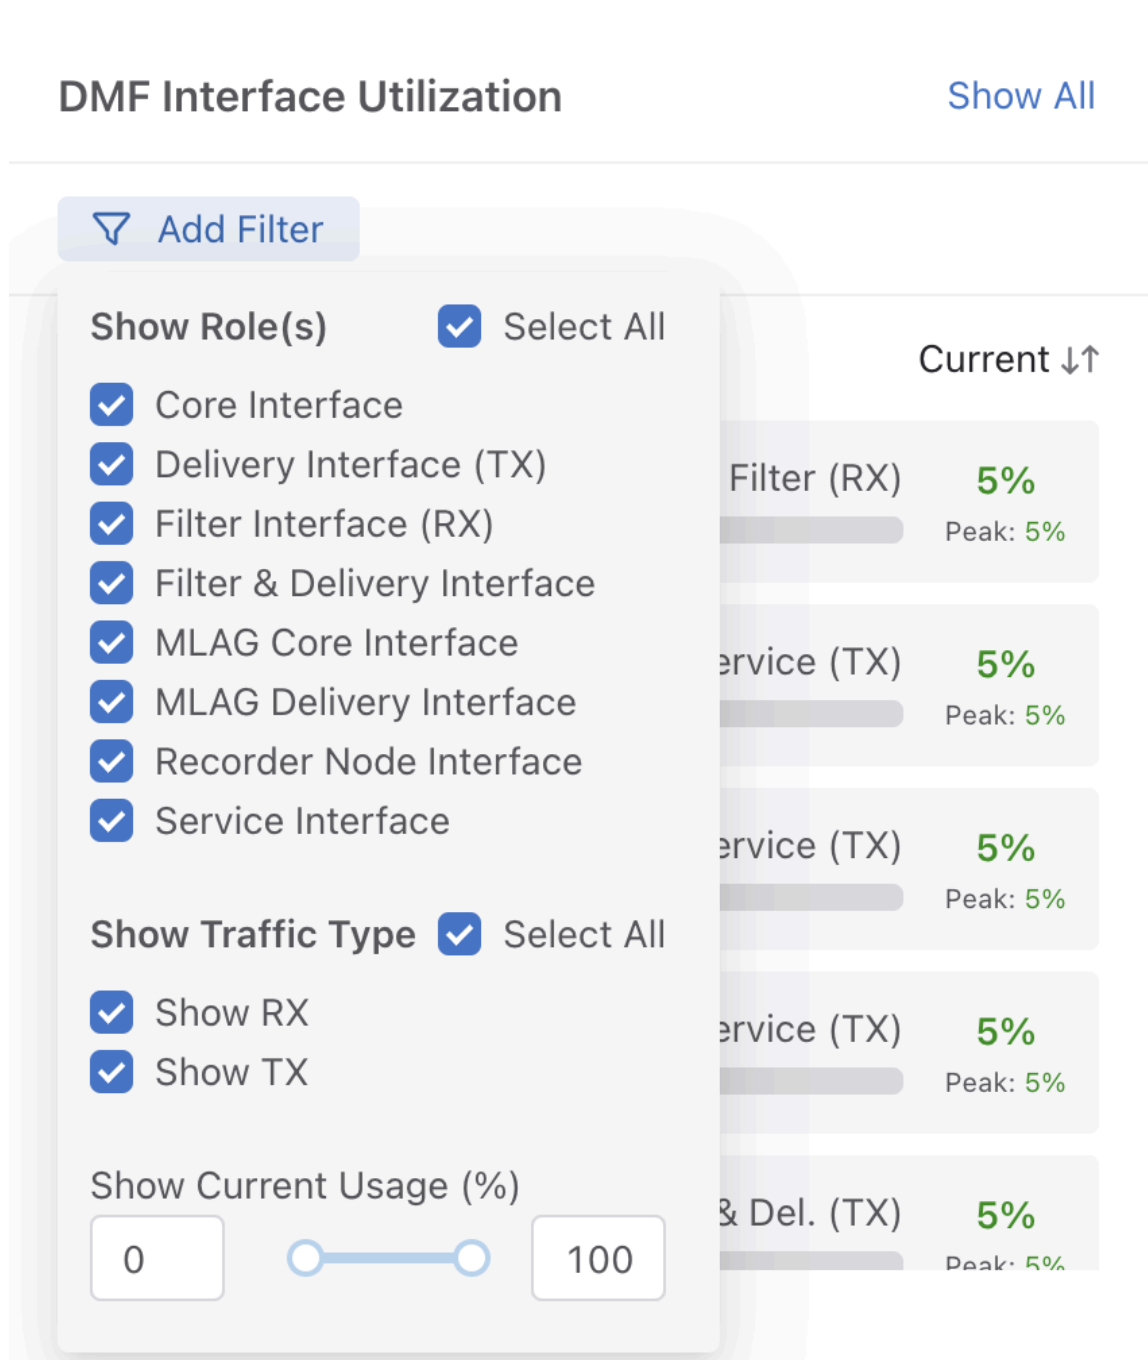 DMF Interface Utilization
Show All
Add Filter
Show Role(s)
Select All
Core Interface
Delivery Interface (TX)
Filter Interface (RX)
Filter & Delivery Interface
MLAG Core Interface
MLAG Delivery Interface
Recorder Node Interface
Service Interface
Show Traffic Type
Select All
Show RX
Show TX
Show Current Usage (%)
0
100
Current
Filter (RX)
5%
Peak: 5%
ervice (TX)
5%
Peak: 5%
ervice (TX)
5%
Peak: 5%
ervice (TX)
5%
Peak: 5%
& Del. (TX)
5%
Peak: 5%